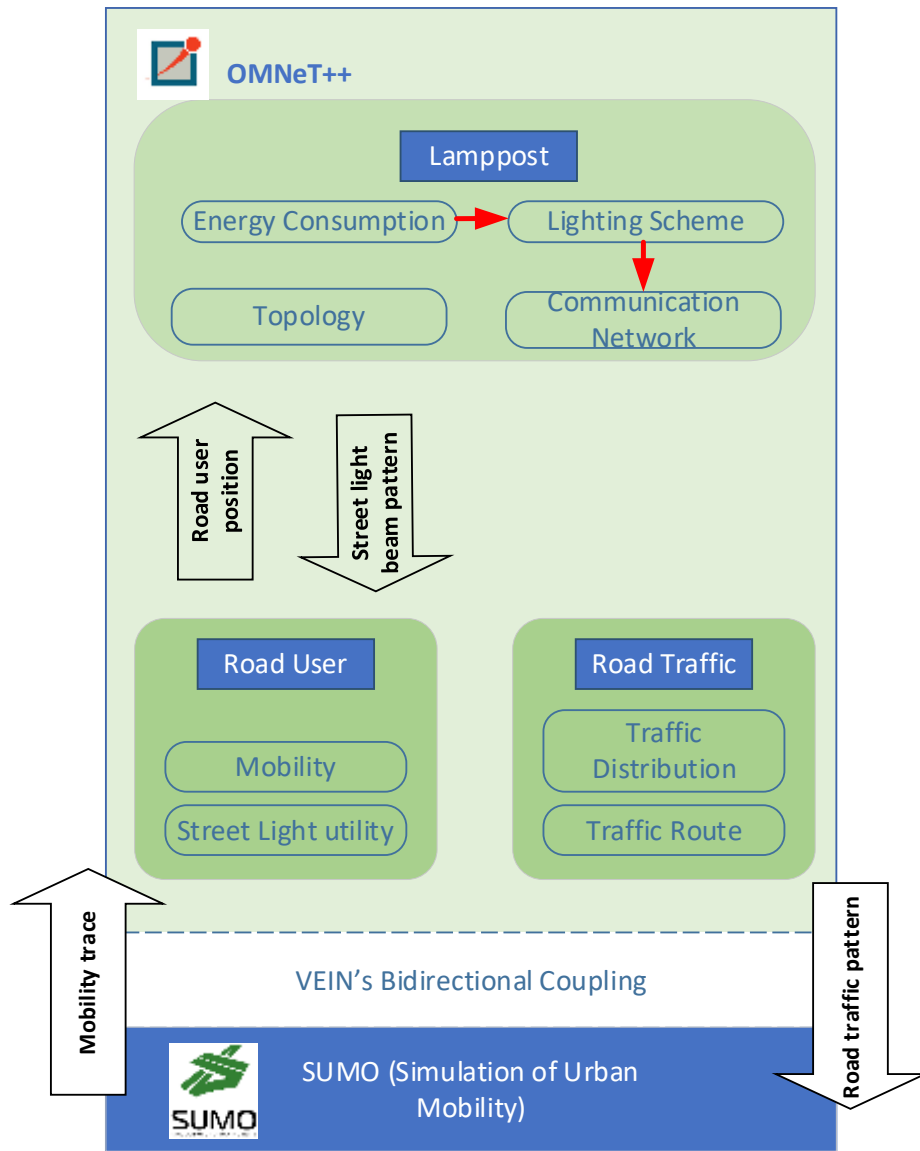 OMNeT++
Lamppost
Energy Consumption
Lighting Scheme
Topology
Communication
Network
Road user
position
Street light
beam pattern
Road User
Road Traffic
Mobility
Traffic
Distribution
Street Light utility
Traffic Route
Mobility trace
Road traffic pattern
VEIN's Bidirectional Coupling
SUMO
SUMO (Simulation of Urban
Mobility)